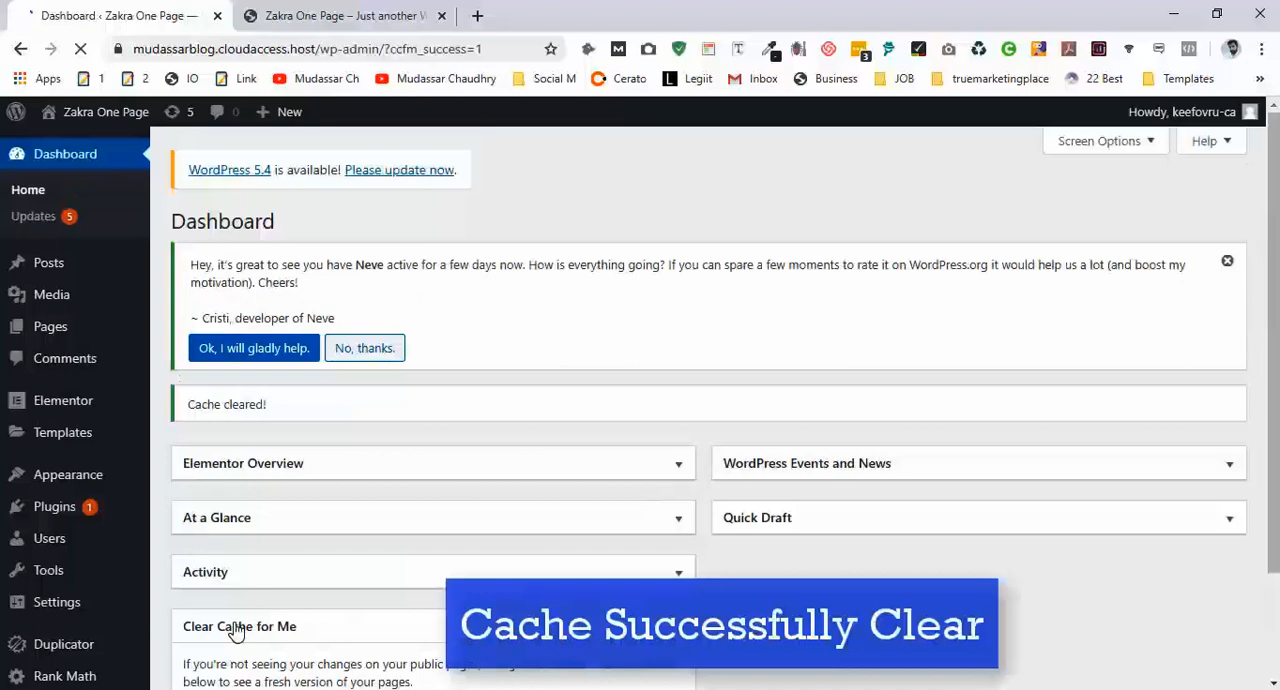 Dashboard ‹ Zakra One Page —
Zakra One Page – Just another W
mudassarblog.cloudaccess.host/wp-admin/?ccfm_success=1
3
Apps
1
2
IO
Link
Mudassar Ch
Mudassar Chaudhry
Social M
Cerato
Legiit
Inbox
Business
JOB
truemarketingplace
22 Best
Templates
»
Zakra One Page
5
0
New
Howdy, keefovru-ca
Dashboard
Screen Options
Help
WordPress 5.4 is available! Please update now.
Home
Updates 5
Dashboard
Posts
Hey, it's great to see you have Neve active for a few days now. How is everything going? If you can spare a few moments to rate it on WordPress.org it would help us a lot (and boost my
motivation). Cheers!
Media
~ Cristi, developer of Neve
Pages
Ok, I will gladly help.
No, thanks.
Comments
Elementor
Cache cleared!
Templates
Elementor Overview
WordPress Events and News
Appearance
Plugins 1
At a Glance
Quick Draft
Users
Tools
Activity
Settings
Clear Cache for Me
Cache Successfully Clear
Duplicator
If you're not seeing your changes on your public
Rank Math
below to see a fresh version of your pages.